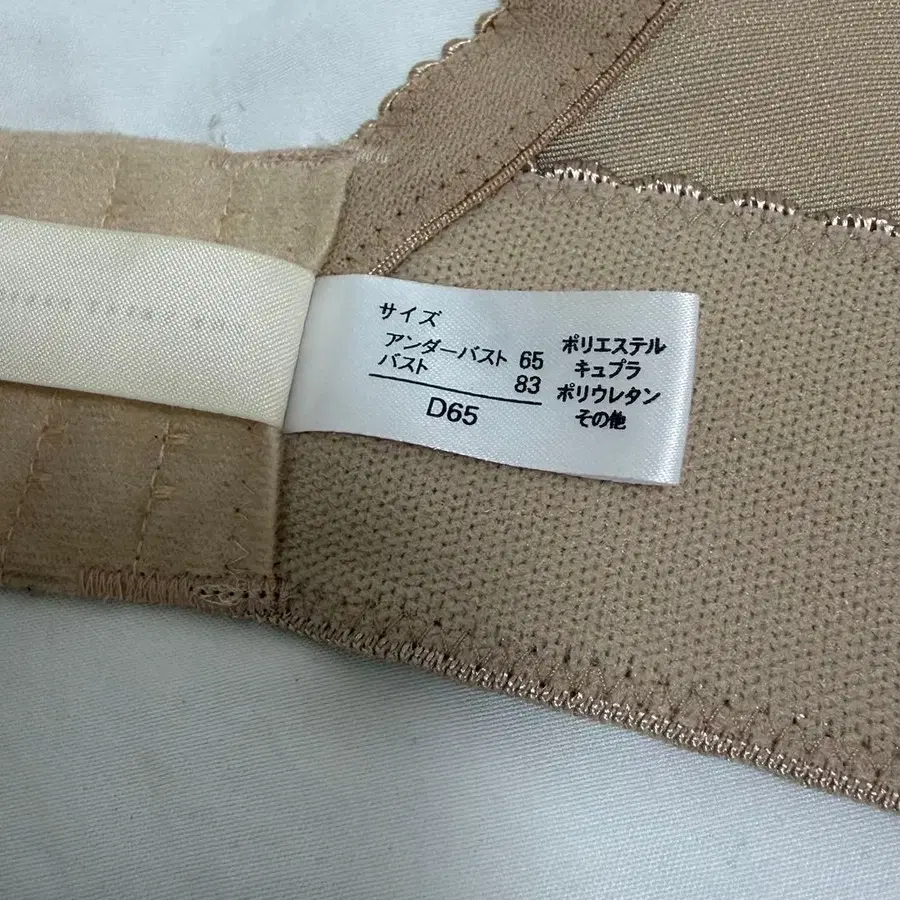 サイズ
アンダーバスト 65
バスト 83
D65
ポリエステル
キュプラ
ポリウレタン
その他